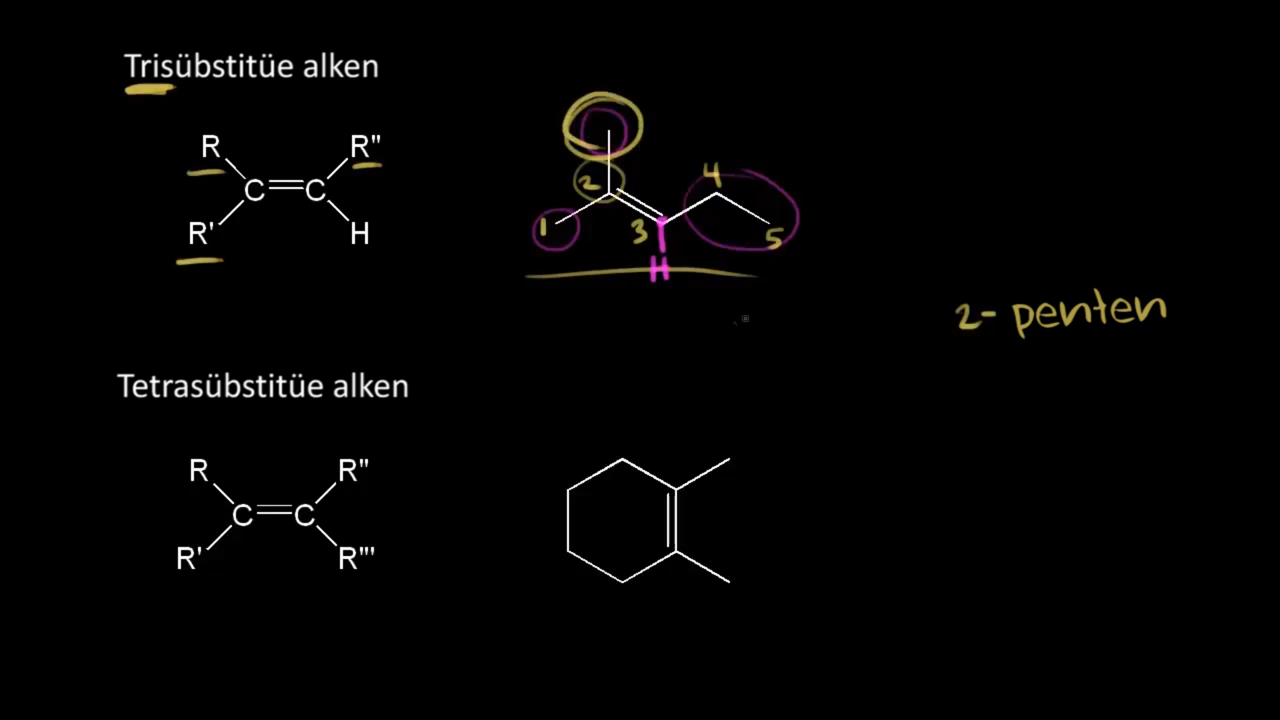 Trisübstitüe alken
R R"
C=C
R' H
1 2 3 4 5
H
2- penten
Tetrasübstitüe alken
R R"
C=C
R' R'"